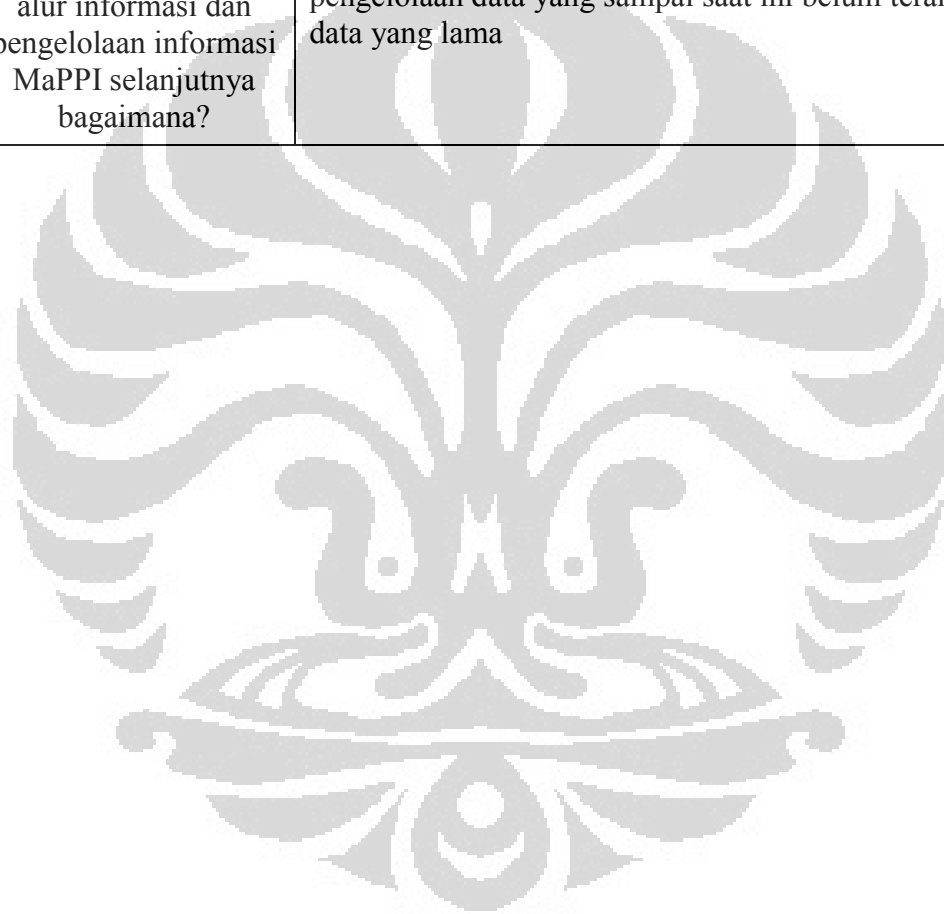 alur informasi dan
pengelolaan informasi
MaPPI selanjutnya
bagaimana?
pengelolaan data yang sampai saat ini belum
data yang lama